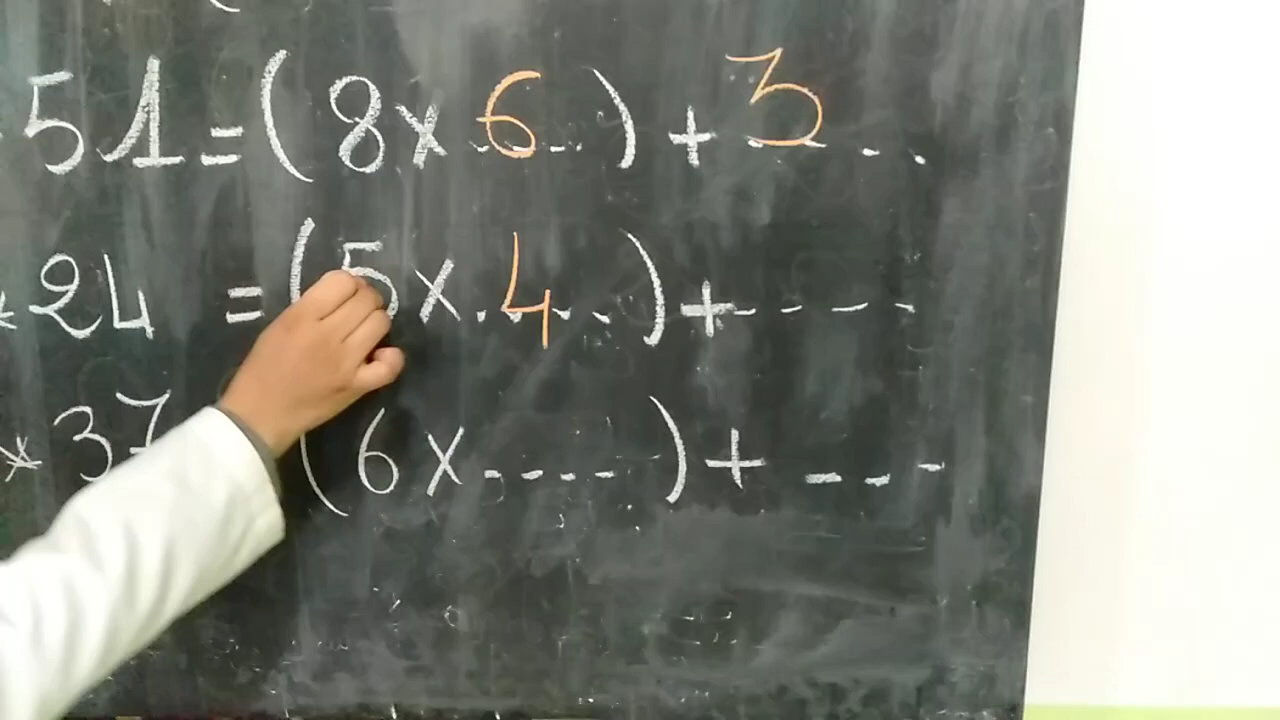 51 = (8 x 6....) + 3....
* 24 = (5 x .4...) + ....
* 37 (6 x ....) + ....